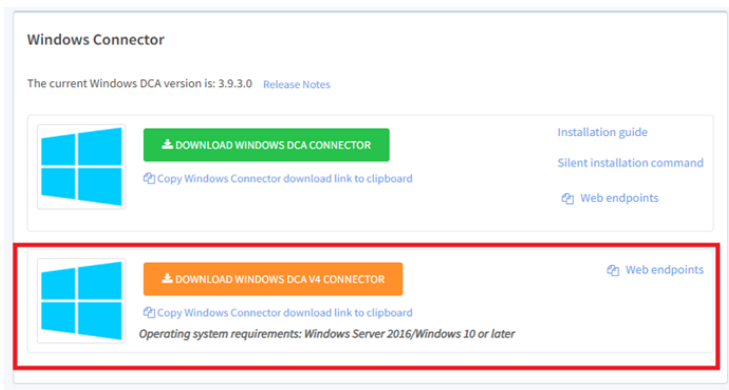 Windows Connector
The current Windows DCA version is: 3.9.3.0 Release Notes
DOWNLOAD WINDOWS DCA CONNECTOR
Copy Windows Connector download link to clipboard
Installation guide
Silent installation command
Web endpoints
DOWNLOAD WINDOWS DCA V4 CONNECTOR
Copy Windows Connector download link to clipboard
Operating system requirements: Windows Server 2016/Windows 10 or later
Web endpoints